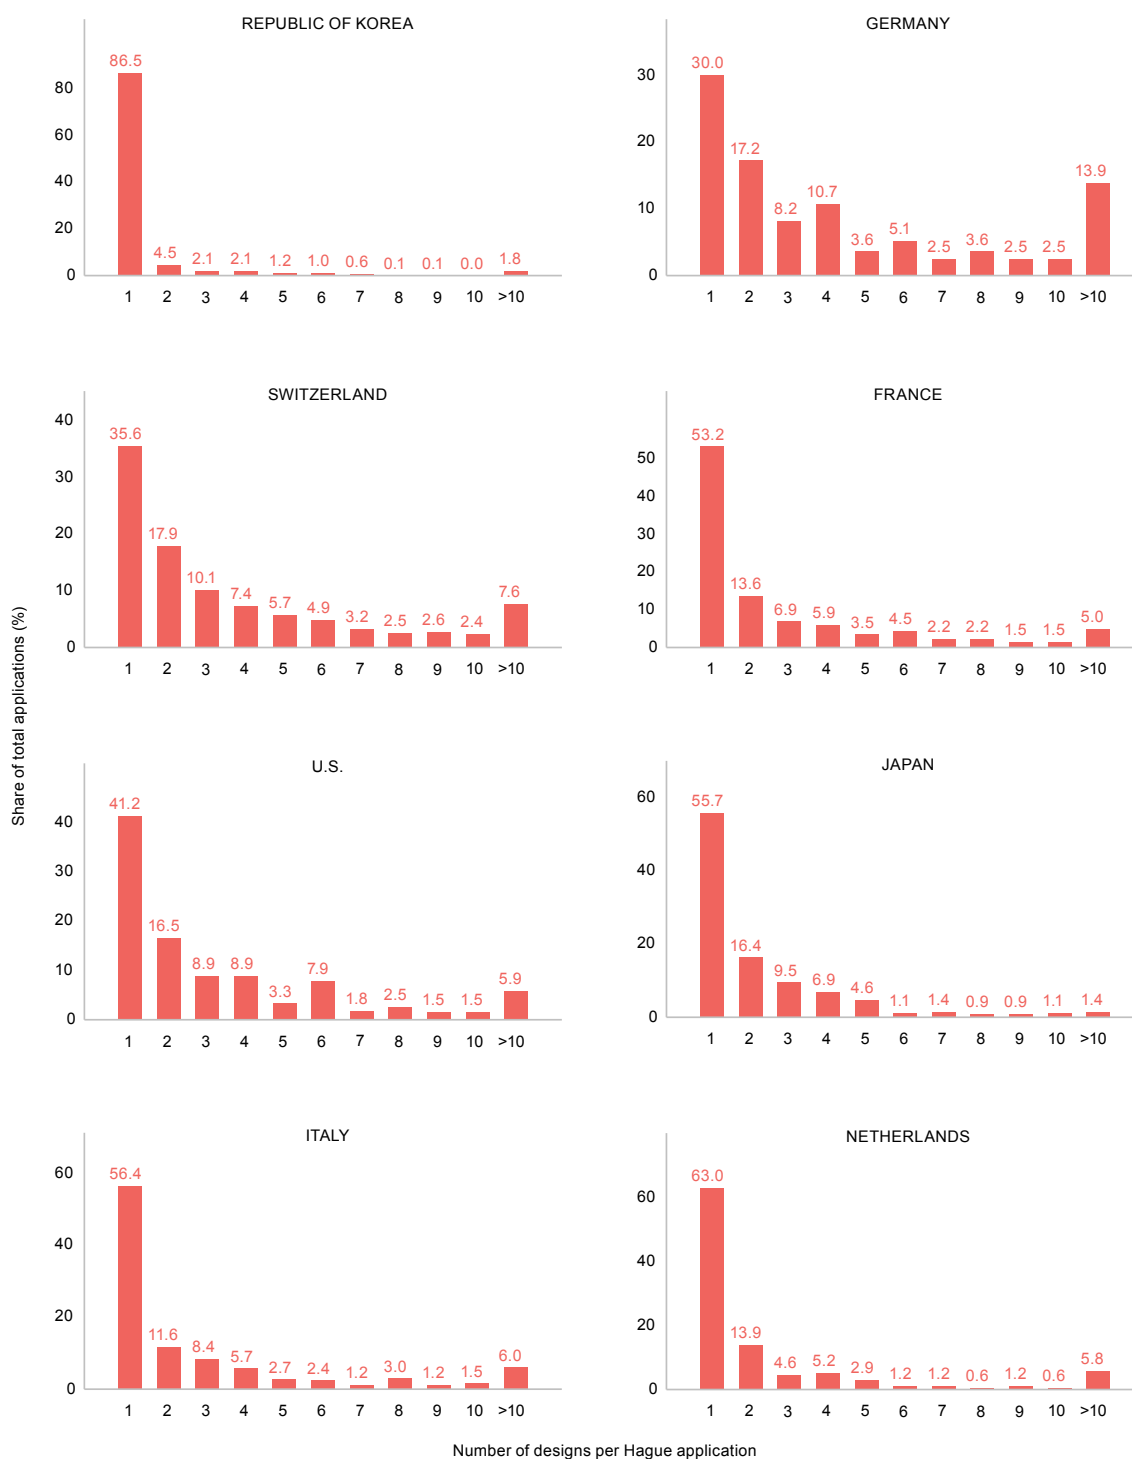 REPUBLIC OF KOREA
86.5
80
60
40
20
0
4.5 2.1 2.1 1.2 1.0 0.6 0.1 0.1 0.0 1.8
1 2 3 4 5 6 7 8 9 10 >10
GERMANY
30.0
30
20
10
0
17.2 8.2 10.7 3.6 5.1 2.5 3.6 2.5 2.5 13.9
1 2 3 4 5 6 7 8 9 10 >10
SWITZERLAND
40
35.6
30
20
10
0
17.9 10.1 7.4 5.7 4.9 3.2 2.5 2.6 2.4 7.6
1 2 3 4 5 6 7 8 9 10 >10
FRANCE
53.2
50
40
30
20
10
0
13.6 6.9 5.9 3.5 4.5 2.2 2.2 1.5 1.5 5.0
1 2 3 4 5 6 7 8 9 10 >10
Share of total applications (%)
U.S.
41.2
40
30
20
10
0
16.5 8.9 8.9 3.3 7.9 1.8 2.5 1.5 1.5 5.9
1 2 3 4 5 6 7 8 9 10 >10
JAPAN
60
55.7
40
20
0
16.4 9.5 6.9 4.6 1.1 1.4 0.9 0.9 1.1 1.4
1 2 3 4 5 6 7 8 9 10 >10
ITALY
60
56.4
40
20
0
11.6 8.4 5.7 2.7 2.4 1.2 3.0 1.2 1.5 6.0
1 2 3 4 5 6 7 8 9 10 >10
NETHERLANDS
63.0
60
40
20
0
13.9 4.6 5.2 2.9 1.2 1.2 0.6 1.2 0.6 5.8
1 2 3 4 5 6 7 8 9 10 >10
Number of designs per Hague application